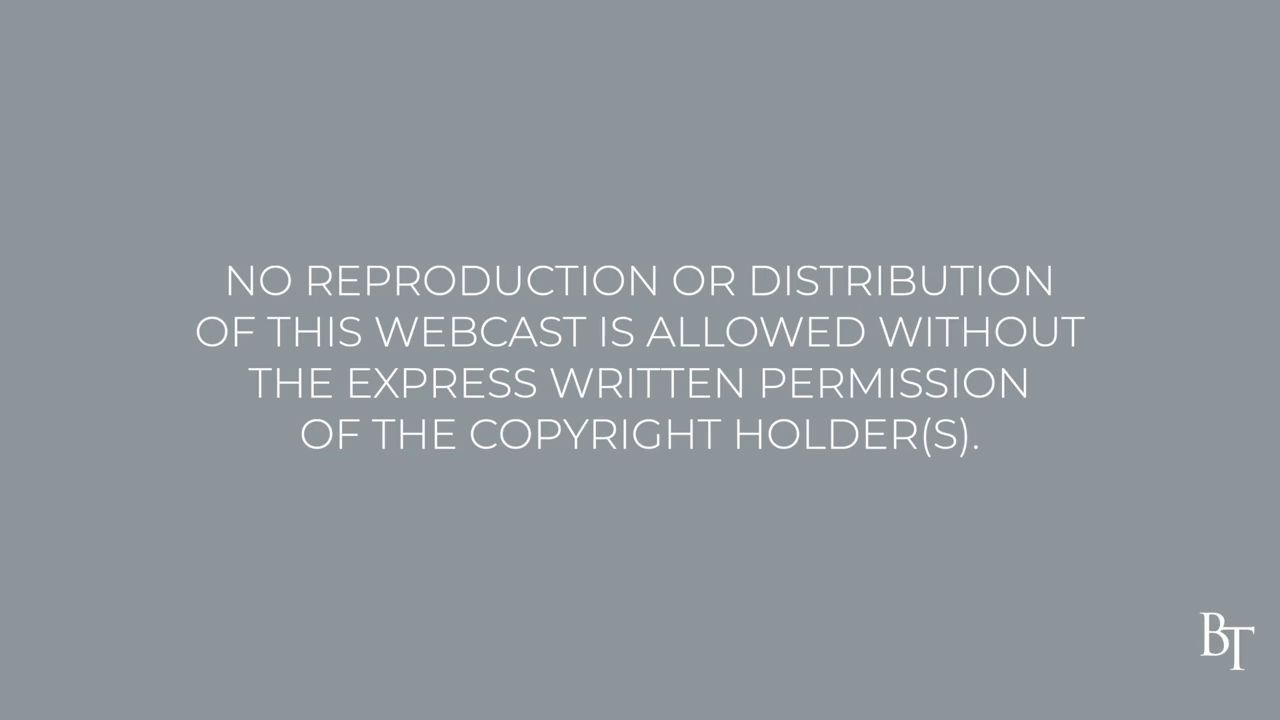 NO REPRODUCTION OR DISTRIBUTION
OF THIS WEBCAST IS ALLOWED WITHOUT
THE EXPRESS WRITTEN PERMISSION
OF THE COPYRIGHT HOLDER(S).
BT